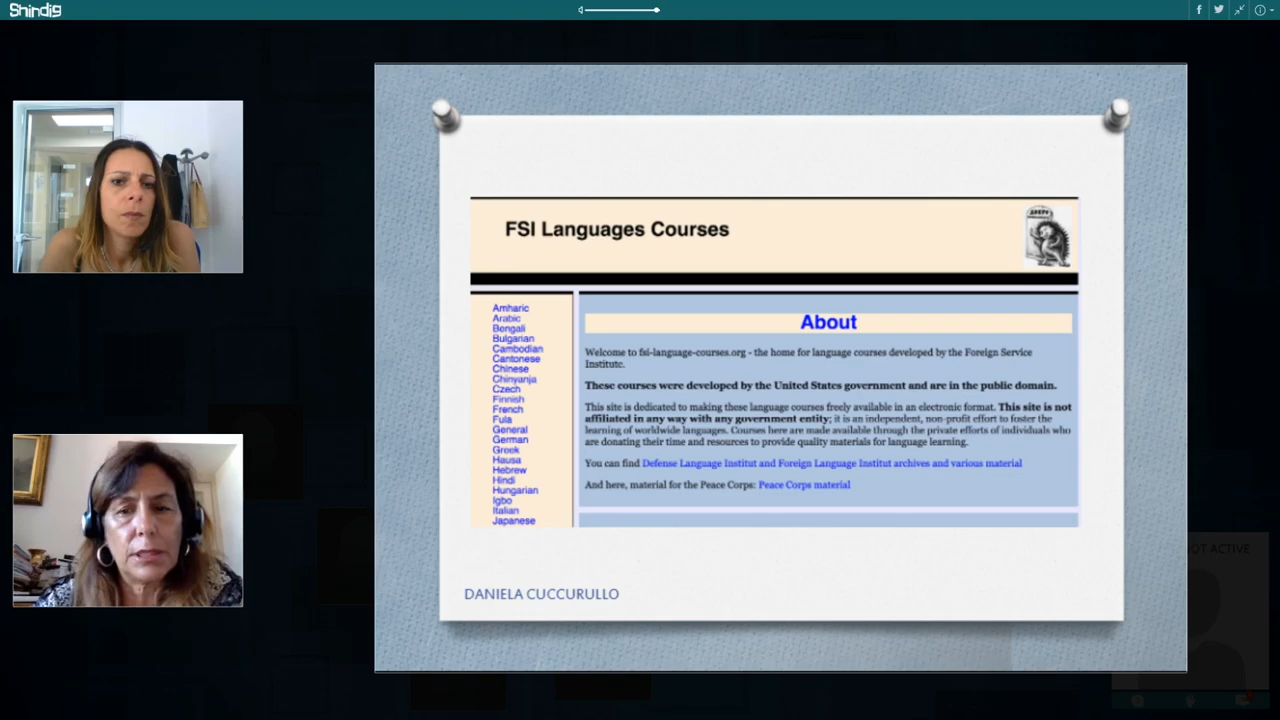 Shindig
FSI Languages Courses
Amharic
Arabic
Bengali
Bulgarian
Cambodian
Cantonese
Chinese
Chinyanja
Czech
Finnish
French
Fula
General
German
Greek
Hausa
Hebrew
Hindi
Hungarian
Igbo
Italian
Japanese
About
Welcome to fsi-language-courses.org - the home for language courses developed by the Foreign Service
Institute.
These courses were developed by the United States government and are in the public domain.
This site is dedicated to making these language courses freely available in an electronic format. This site is not
affiliated in any way with any government entity; it is an independent, non-profit effort to foster the
learning of worldwide languages. Courses here are made available through the private efforts of individuals who
are donating their time and resources to provide quality materials for language learning.
You can find Defense Language Institut and Foreign Language Institut archives and various material
And here, material for the Peace Corps: Peace Corps material
DANIELA CUCCURULLO
OT ACTIVE